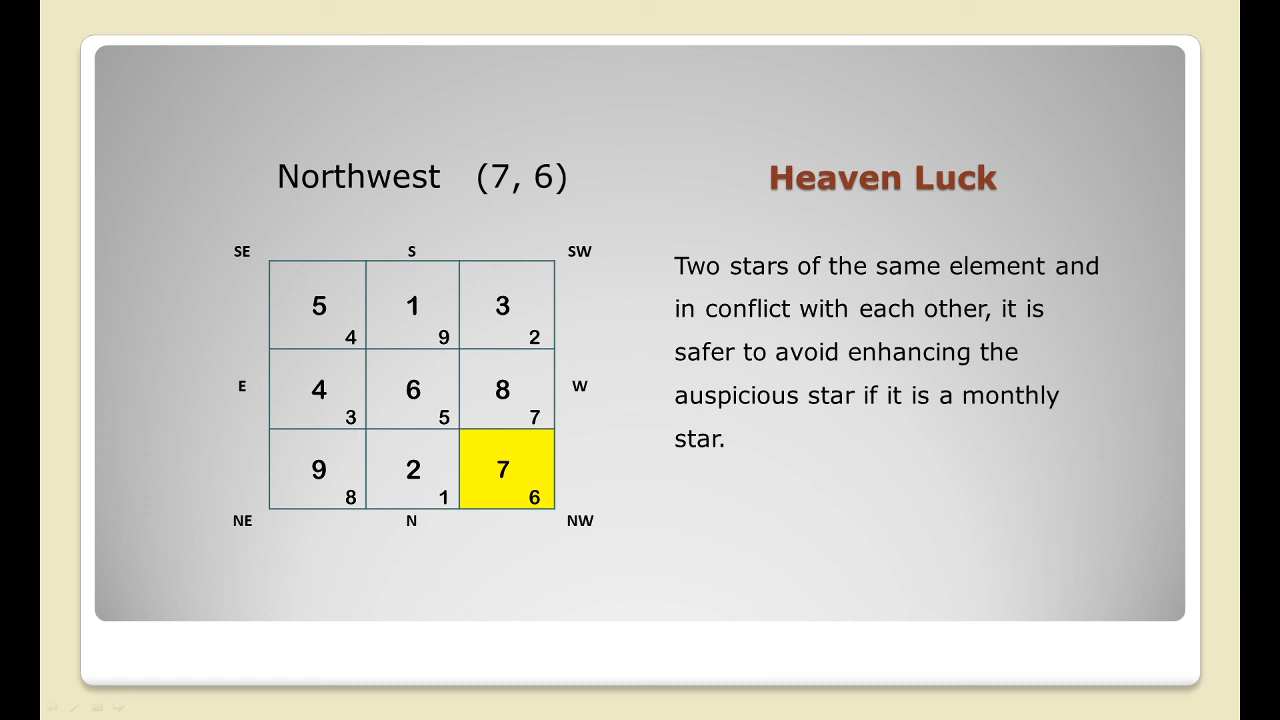 Northwest (7, 6)
Heaven Luck
SE S SW
5 1 3
4 9 2
E 4 6 8 W
3 5 7
9 2 7
8 1 6
NE N NW
Two stars of the same element and
in conflict with each other, it is
safer to avoid enhancing the
auspicious star if it is a monthly
star.